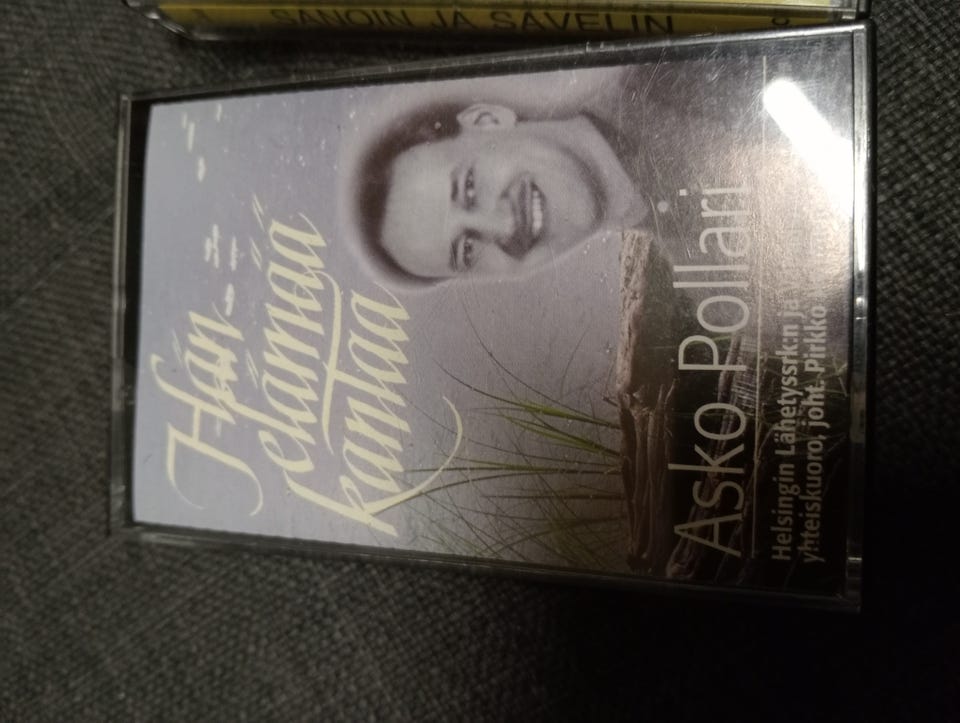 SANOIN JA SÄVELIN
Hän
elämää
kantaa
Asko Pollari
Helsingin Lähetyssrk:n ja
yhteiskuoro, joht. Pirkko